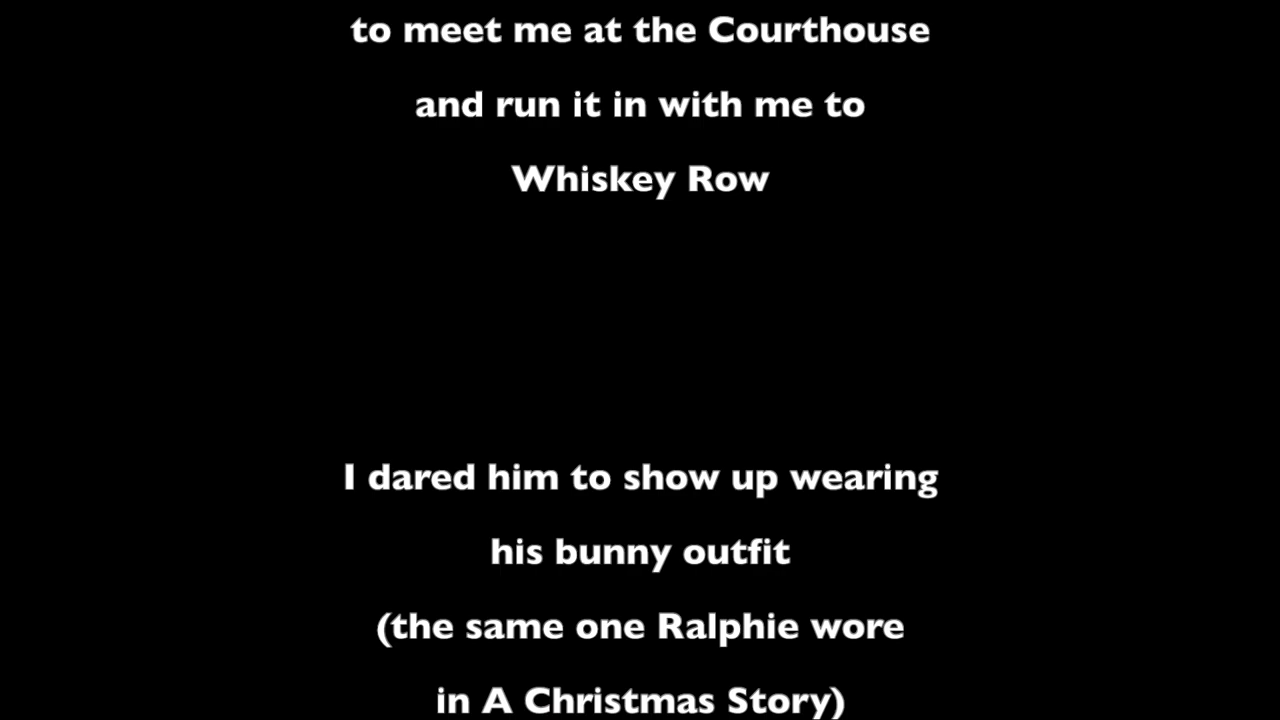 to meet me at the Courthouse
and run it in with me to
Whiskey Row
I dared him to show up wearing
his bunny outfit
(the same one Ralphie wore
in A Christmas Story)